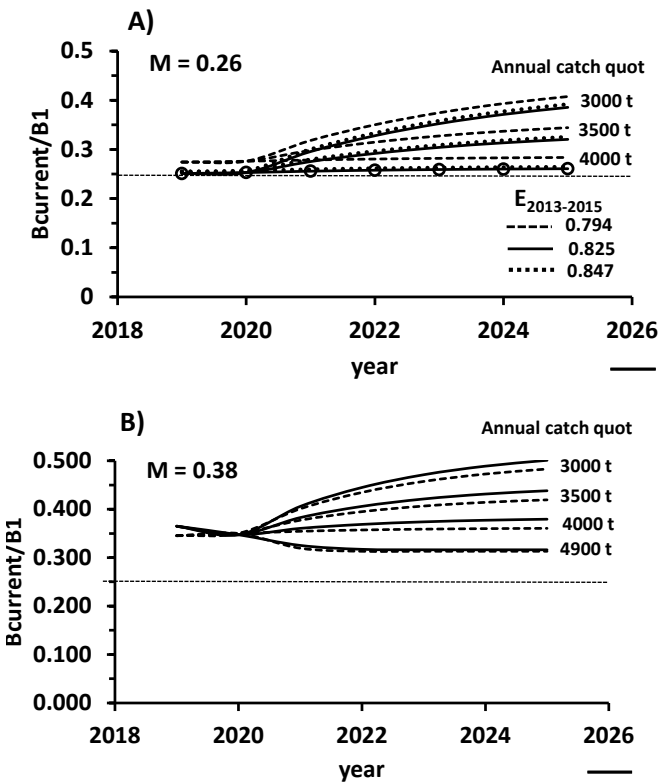 A)
M = 0.26
Annual catch quot
0.5
0.4
0.3
0.2
0.1
0
Bcurrent/B1
3000 t
3500 t
4000 t
E2013-2015
0.794
0.825
0.847
2018 2020 2022 2024 2026
year
B)
M = 0.38
Annual catch quot
0.500
0.400
0.300
0.200
0.100
0.000
Bcurrent/B1
3000 t
3500 t
4000 t
4900 t
2018 2020 2022 2024 2026
year